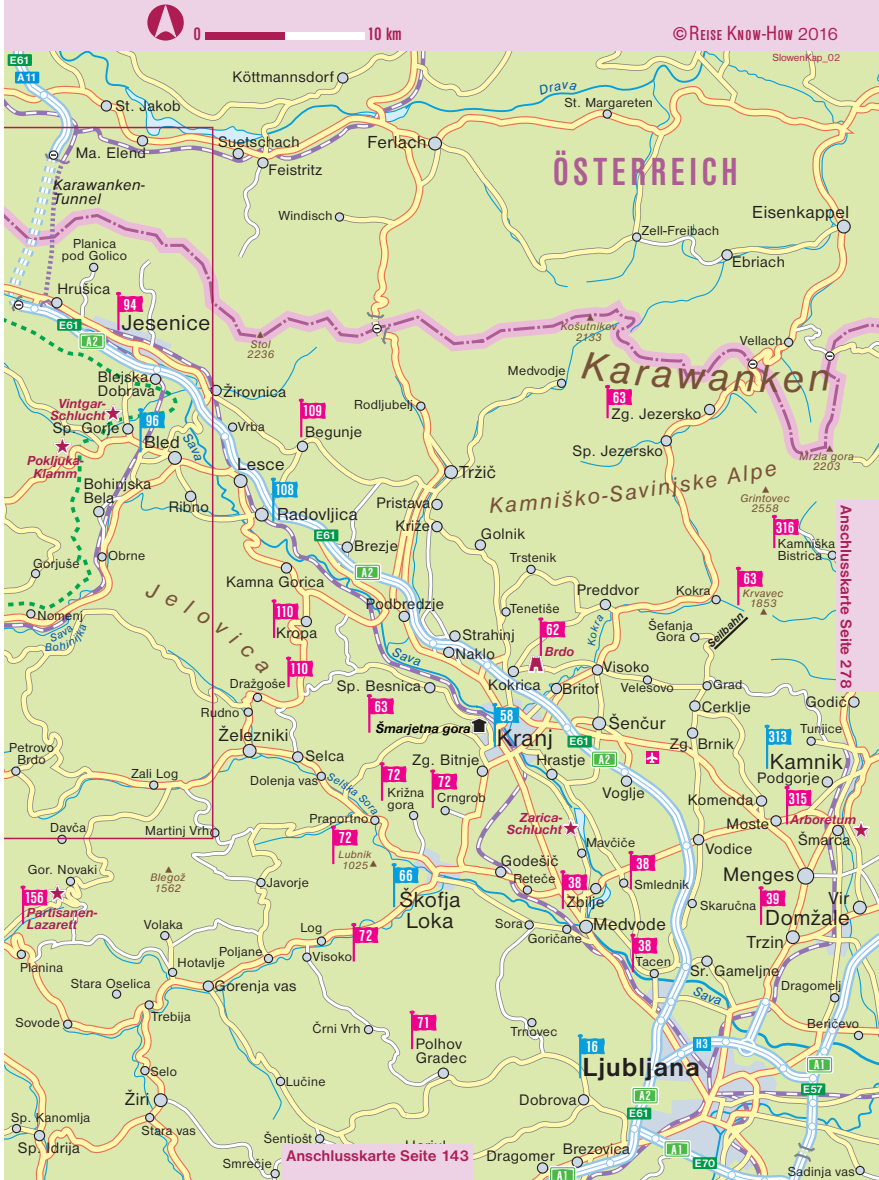 0 10 km
©REISE KNOW-HOW 2016
SlowenKap_02
E61
A11
Köttmannsdorf
Drava
St. Margareten
St. Jakob
Suetschach
Ferlach
ÖSTERREICH
Ma. Elend
Feistritz
Karawanken-
Tunnel
Windisch
Eisenkappel
Zell-Freibach
Ebriach
Planica
pod Golico
Hrušica
94
E61
Jesenice
A2
Stol
2236
Košutnikov
2133
Vellach
Karawanken
Medvodje
Blejska
Dobrava
Žirovnica
Vintgar-
Schlucht
96
109
Rodljubelj
63
Zg. Jezersko
Sp. Gorje
Vrba
Begunje
Bled
Sava
Sp. Jezersko
Mrzla gora
2203
Pokljuka-
Klamm
Lesce
Tržič
Kamniško-Savinjske Alpe
Bohinjska
Bela
108
Grintovec
2558
Ribno
Radovljica
Pristava
Križe
316
Kamniška
Bistrica
Anschlusskarte Seite 278
E61
Brezje
Golnik
Gorjuše
Obrne
A2
Trstenik
Kamna Gorica
63
Krvavec
1853
Jelovica
Preddvor
Kokra
Nomenj
110
Kropa
Podbredzje
Tenetiše
Sava
Bohinjka
Strahinj
62
Brdo
Kokra
Šefanja
Gora
Seilbahn
Naklo
Sava
110
Visoko
Dražgoše
Sp. Besnica
Kokrica
Britof
Velesovo
Grad
Rudno
63
58
Cerklje
Godič
Šmarjetna gora
Kranj
Šenčur
Železniki
E61
Zg. Brnik
313
Tunjice
Petrovo
Brdo
Selca
Zg. Bitnje
Hrastje
A2
Kamnik
Zali Log
Dolenja vas
Selška Sora
72
Križna
gora
72
Crngrob
Voglje
Podgorje
Komenda
315
Praportno
Zarica-
Schlucht
Moste
Arboretum
Davča
Martinj Vrh
72
Mavčiče
Šmarca
Lubnik
1025
Vodice
Gor. Novaki
Blegož
1562
Godešič
38
Smlednik
Menges
Javorje
66
Reteče
38
Zbilje
156
Partisanen-
Lazarett
Škofja
Loka
Skaručna
39
Domžale
Vir
Volaka
Log
72
Sora
Medvode
Goričane
38
Trzin
Planina
Poljane
Visoko
Hotavlje
Tacen
Sr. Gameljne
Stara Oselica
Gorenja vas
Sava
Dragomelj
Trebija
Sovode
Črni Vrh
71
Polhov
Gradec
Trnovec
Beričevo
16
H3
Ljubljana
A1
Selo
Lučine
A2
E57
Žiri
Dobrova
E61
Sp. Kanomlja
Stara vas
Sp. Idrija
Šentjošt
A1
Brezovica
Anschlusskarte Seite 143
Smrečje
Dragomer
E70
A1
Sadinja vas